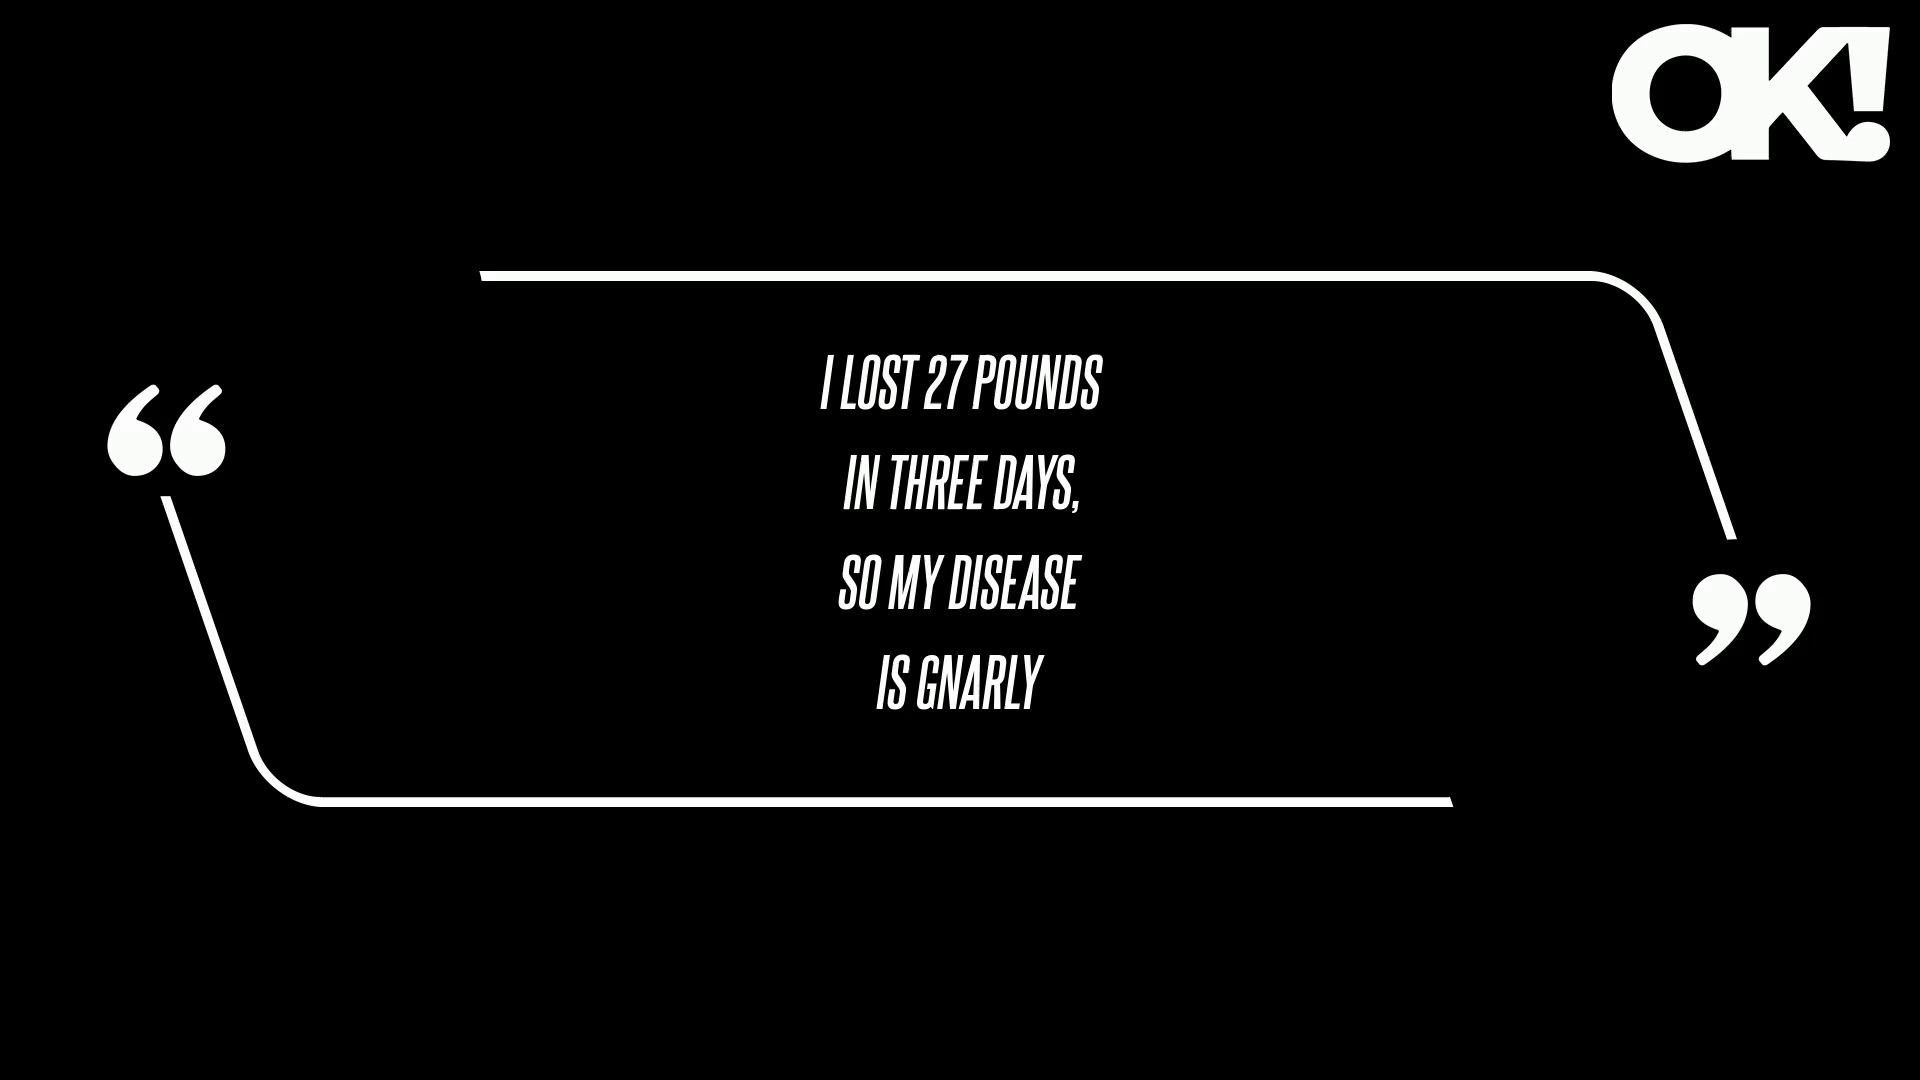 OK!
“
I LOST 27 POUNDS
IN THREE DAYS,
SO MY DISEASE
IS GNARLY
”